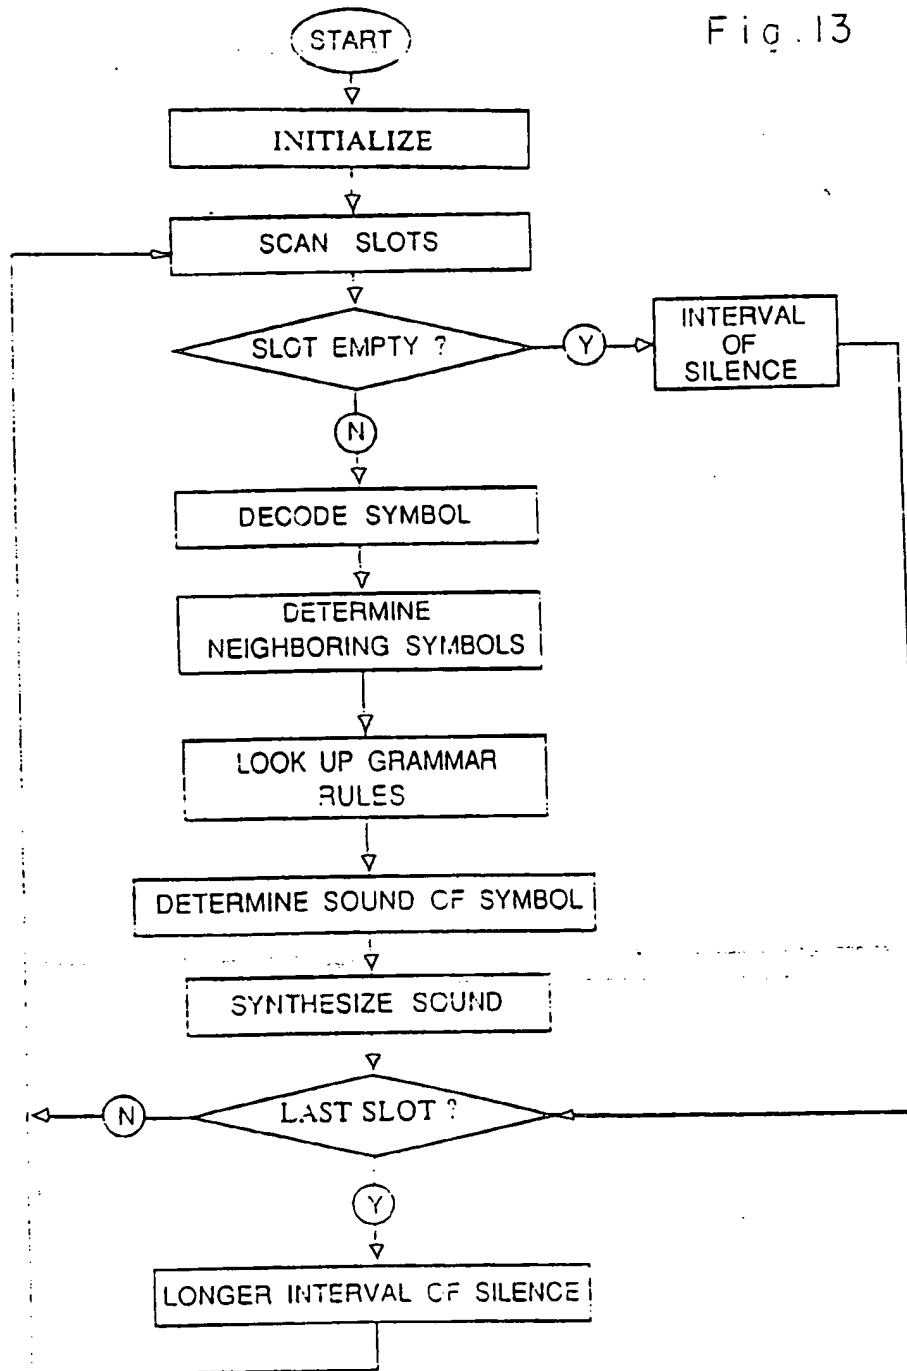 Fig.13
START
INITIALIZE
SCAN SLOTS
SLOT EMPTY ?
Y
INTERVAL
OF
SILENCE
N
DECODE SYMBOL
DETERMINE
NEIGHBORING SYMBOLS
LOOK UP GRAMMAR
RULES
DETERMINE SOUND OF SYMBOL
SYNTHESIZE SOUND
LAST SLOT ?
N
Y
LONGER INTERVAL OF SILENCE